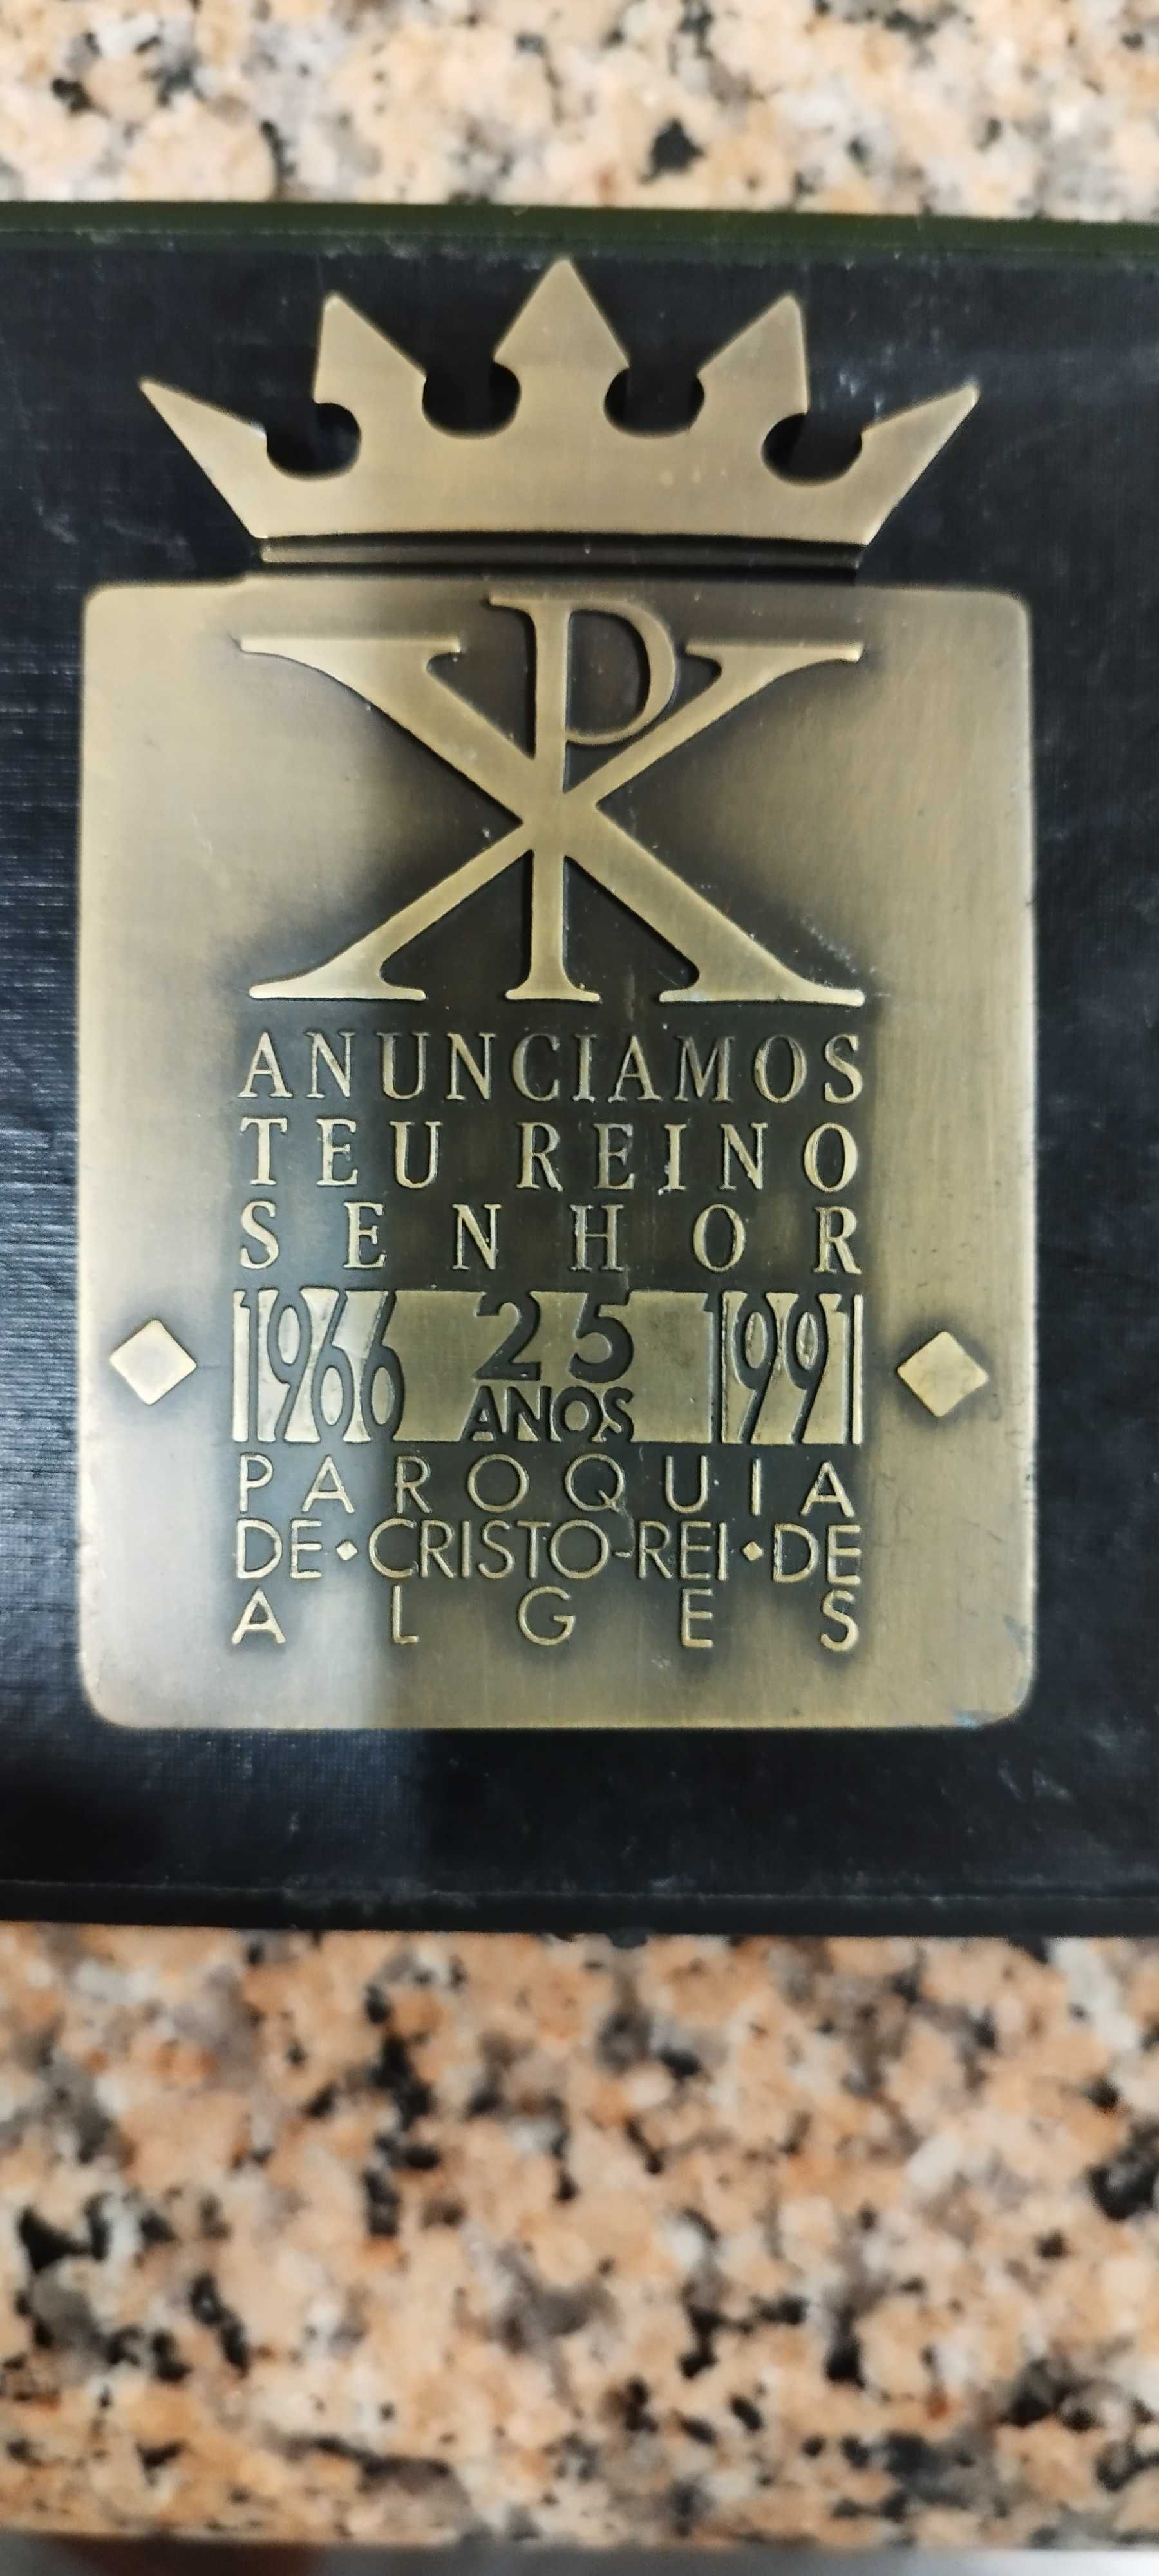 ANUNCIAMOS
TEU REINO
SENHOR
1966 25 ANOS 1991
PAROQUIA
DE•CRISTO-REI•DE
ALGES